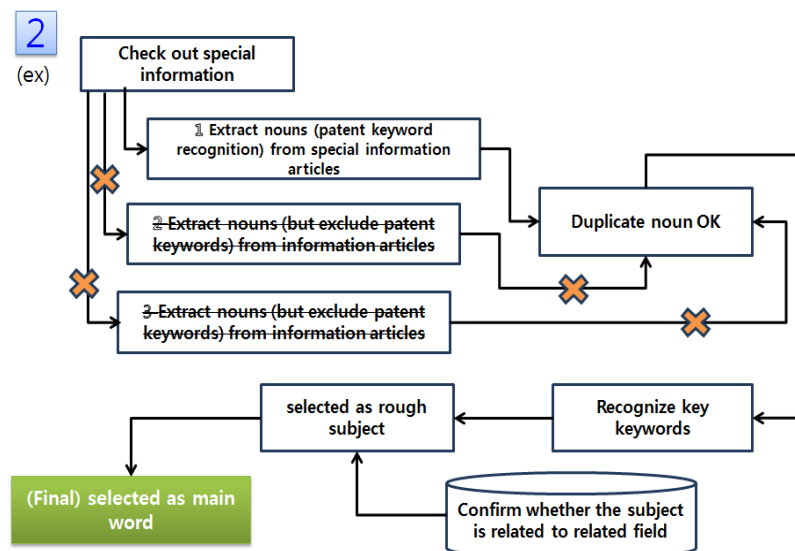 2
(ex)
Check out special
information
1 Extract nouns (patent keyword
recognition) from special information
articles
2 Extract nouns (but exclude patent
keywords) from information articles
Duplicate noun OK
3 Extract nouns (but exclude patent
keywords) from information articles
selected as rough
subject
Recognize key
keywords
(Final) selected as main
word
Confirm whether the subject
is related to related field